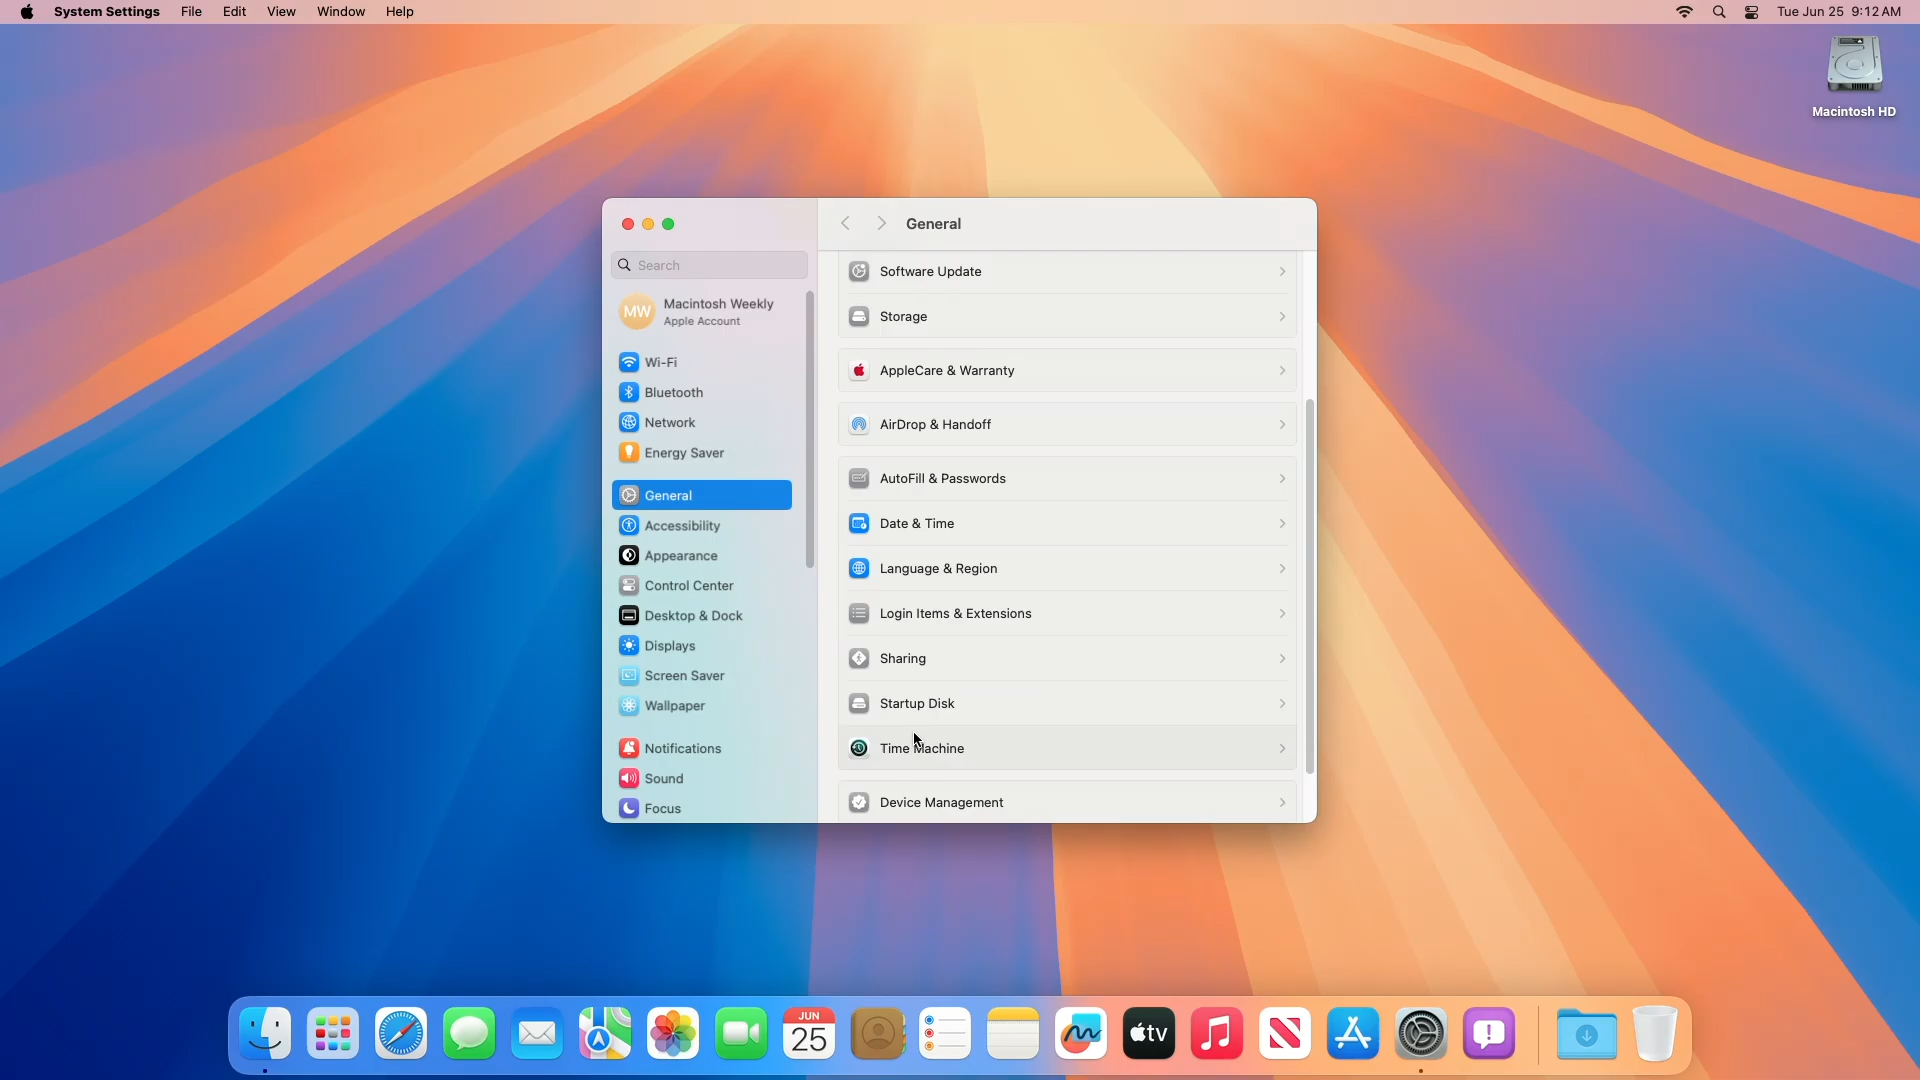 System Settings File Edit View Window Help Tue Jun 25 9:12 AM
Macintosh HD
General
Search
MW
Macintosh Weekly
Apple Account
Wi-Fi
Bluetooth
Network
Energy Saver
General
Accessibility
Appearance
Control Center
Desktop & Dock
Displays
Screen Saver
Wallpaper
Notifications
Sound
Focus
Software Update
Storage
AppleCare & Warranty
AirDrop & Handoff
AutoFill & Passwords
Date & Time
Language & Region
Login Items & Extensions
Sharing
Startup Disk
Time Machine
Device Management
JUN
25
tv